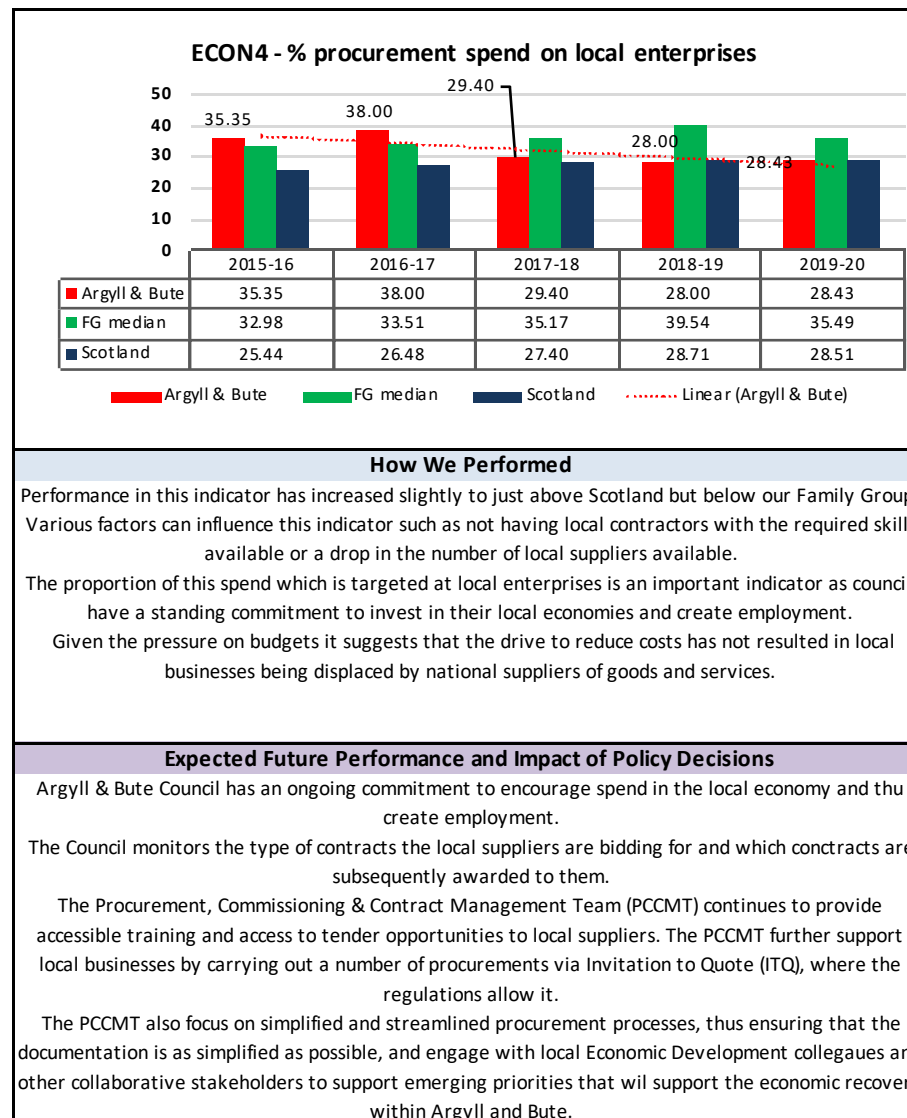 ECON4 - % procurement spend on local enterprises
29.40
50
38.00
35.35
40
28.00
30
28.43
20
10
0
2015-16 2016-17 2017-18 2018-19 2019-20
Argyll & Bute 35.35 38.00 29.40 28.00 28.43
FG median 32.98 33.51 35.17 39.54 35.49
Scotland 25.44 26.48 27.40 28.71 28.51
Argyll & Bute FG median Scotland Linear (Argyll & Bute)
How We Performed
Performance in this indicator has increased slightly to just above Scotland but below our Family Group
Various factors can influence this indicator such as not having local contractors with the required skill
available or a drop in the number of local suppliers available.
The proportion of this spend which is targeted at local enterprises is an important indicator as counci
have a standing commitment to invest in their local economies and create employment.
Given the pressure on budgets it suggests that the drive to reduce costs has not resulted in local
businesses being displaced by national suppliers of goods and services.
Expected Future Performance and Impact of Policy Decisions
Argyll & Bute Council has an ongoing commitment to encourage spend in the local economy and thu
create employment.
The Council monitors the type of contracts the local suppliers are bidding for and which conctracts are
subsequently awarded to them.
The Procurement, Commissioning & Contract Management Team (PCCMT) continues to provide
accessible training and access to tender opportunities to local suppliers. The PCCMT further support
local businesses by carrying out a number of procurements via Invitation to Quote (ITQ), where the
regulations allow it.
The PCCMT also focus on simplified and streamlined procurement processes, thus ensuring that the
documentation is as simplified as possible, and engage with local Economic Development collegaues an
other collaborative stakeholders to support emerging priorities that wil support the economic recover
within Argyll and Bute.